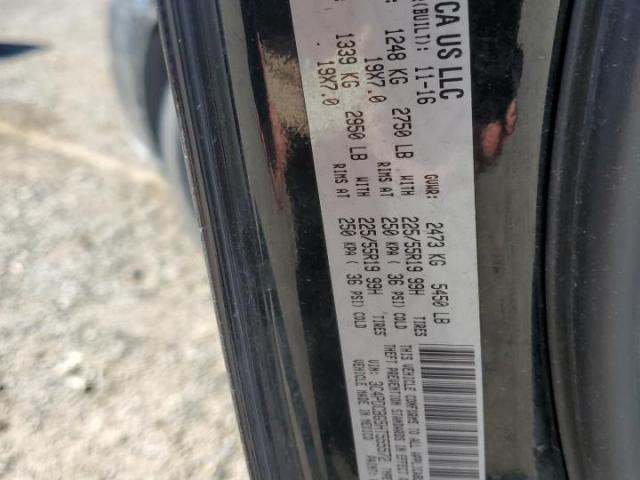 CA US LLC
(BUILT): 11-16 GVWR: 2473 KG 5450 LB
1248 KG 2750 LB WITH 225/55R19 99H TIRES
19X7.0 RIMS AT 250 KPA ( 36 PSI) COLD
1339 KG 2950 LB WITH 225/55R19 99H TIRES
19X7.0 RIMS AT 250 KPA ( 36 PSI) COLD
THIS VEHICLE CONFORMS TO ALL APPLICABLE
THEFT PREVENTION STANDARDS IN EFFECT
VIN:
VEHICLE MADE IN MEXICO PAINT